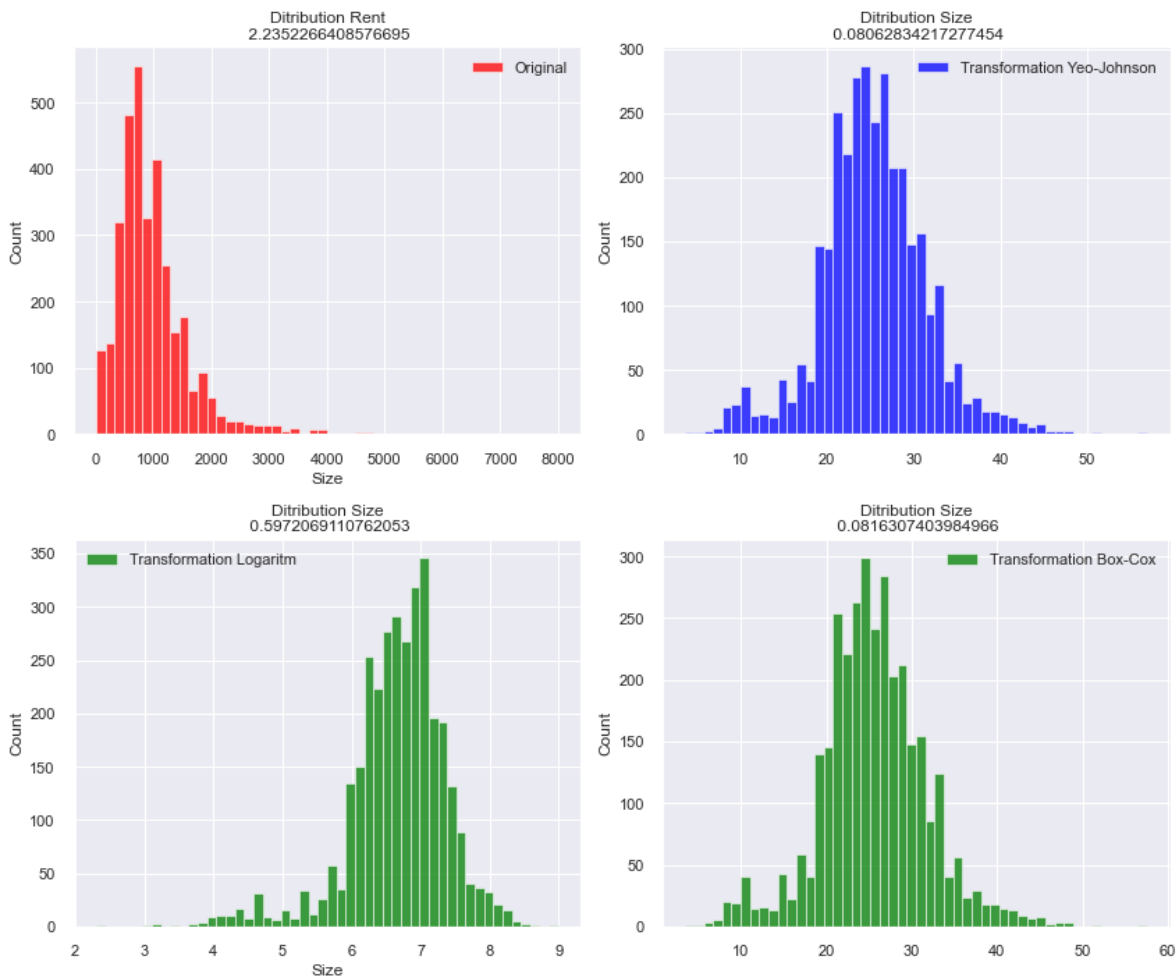 Ditribution Rent
2.2352266408576695
Original
Count
500
400
300
200
100
0
0 1000 2000 3000 4000 5000 6000 7000 8000
Size
Ditribution Size
0.08062834217277454
Transformation Yeo-Johnson
Count
300
250
200
150
100
50
0
10 20 30 40 50
Ditribution Size
0.5972069110762053
Transformation Logaritm
Count
350
300
250
200
150
100
50
0
2 3 4 5 6 7 8 9
Size
Ditribution Size
0.0816307403984966
Transformation Box-Cox
Count
300
250
200
150
100
50
0
10 20 30 40 50 60